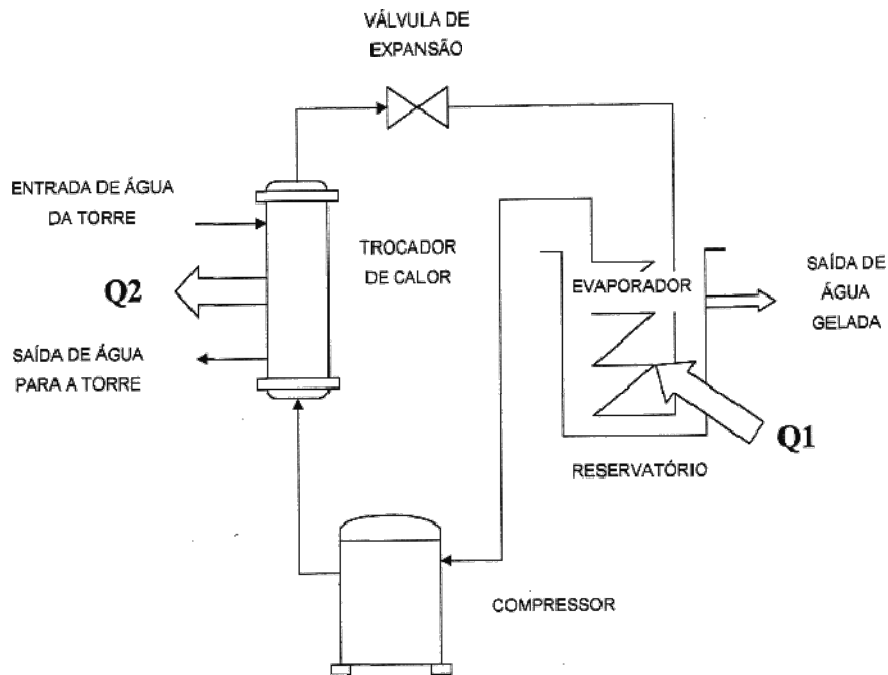 VÁLVULA DE
EXPANSÃO
ENTRADA DE ÁGUA
DA TORRE
TROCADOR
DE CALOR
Q2
EVAPORADOR
SAÍDA DE
ÁGUA
GELADA
SAÍDA DE ÁGUA
PARA A TORRE
Q1
RESERVATÓRIO
COMPRESSOR